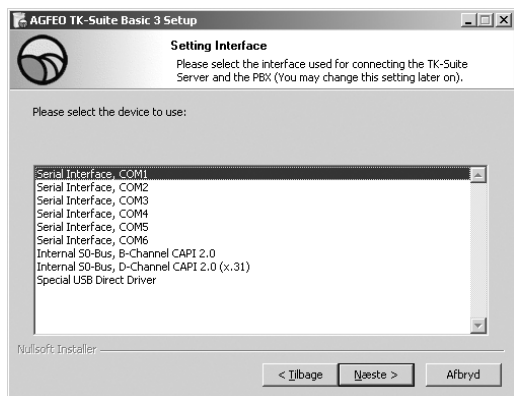 AGFEO TK-Suite Basic 3 Setup
Setting Interface
Please select the interface used for connecting the TK-Suite
Server and the PBX (You may change this setting later on).
Please select the device to use:
Serial Interface, COM1
Serial Interface, COM2
Serial Interface, COM3
Serial Interface, COM4
Serial Interface, COM5
Serial Interface, COM6
Internal S0-Bus, B-Channel CAPI 2.0
Internal S0-Bus, D-Channel CAPI 2.0 (x.31)
Special USB Direct Driver
Nullsoft Installer
< Tilbage
Næste >
Afbryd